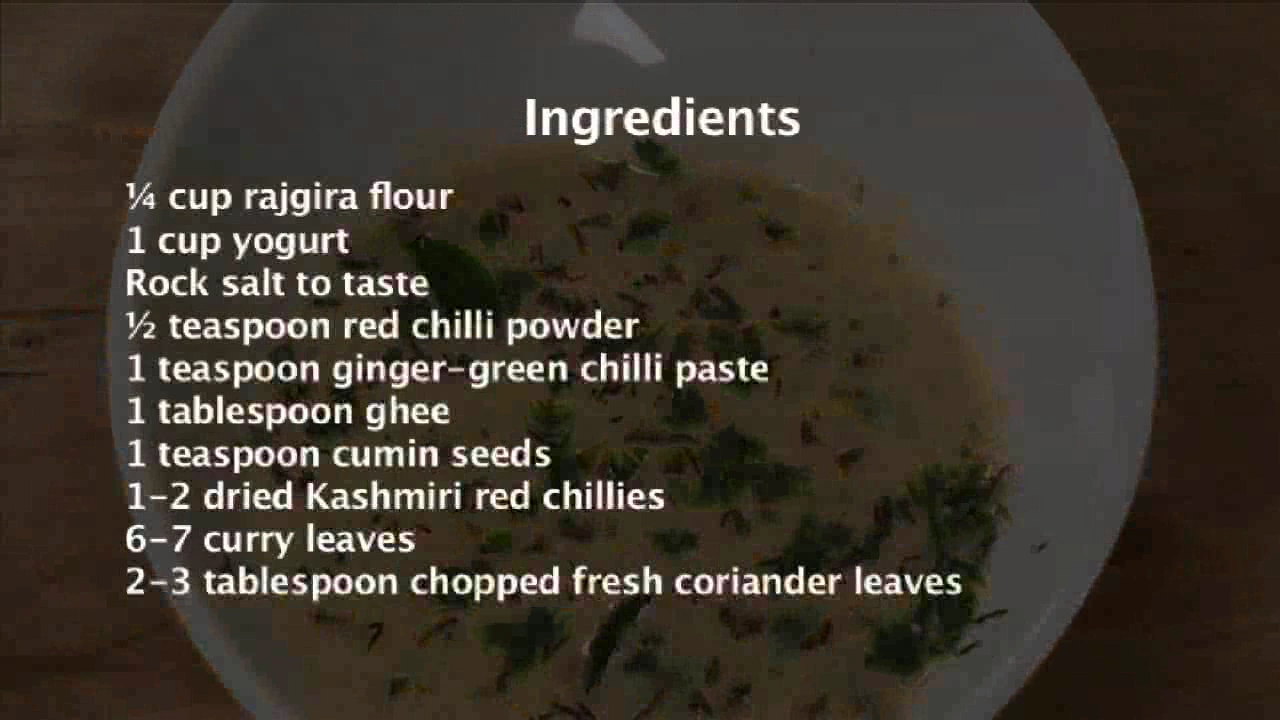 Ingredients
¼ cup rajgira flour
1 cup yogurt
Rock salt to taste
½ teaspoon red chilli powder
1 teaspoon ginger-green chilli paste
1 tablespoon ghee
1 teaspoon cumin seeds
1-2 dried Kashmiri red chillies
6-7 curry leaves
2-3 tablespoon chopped fresh coriander leaves